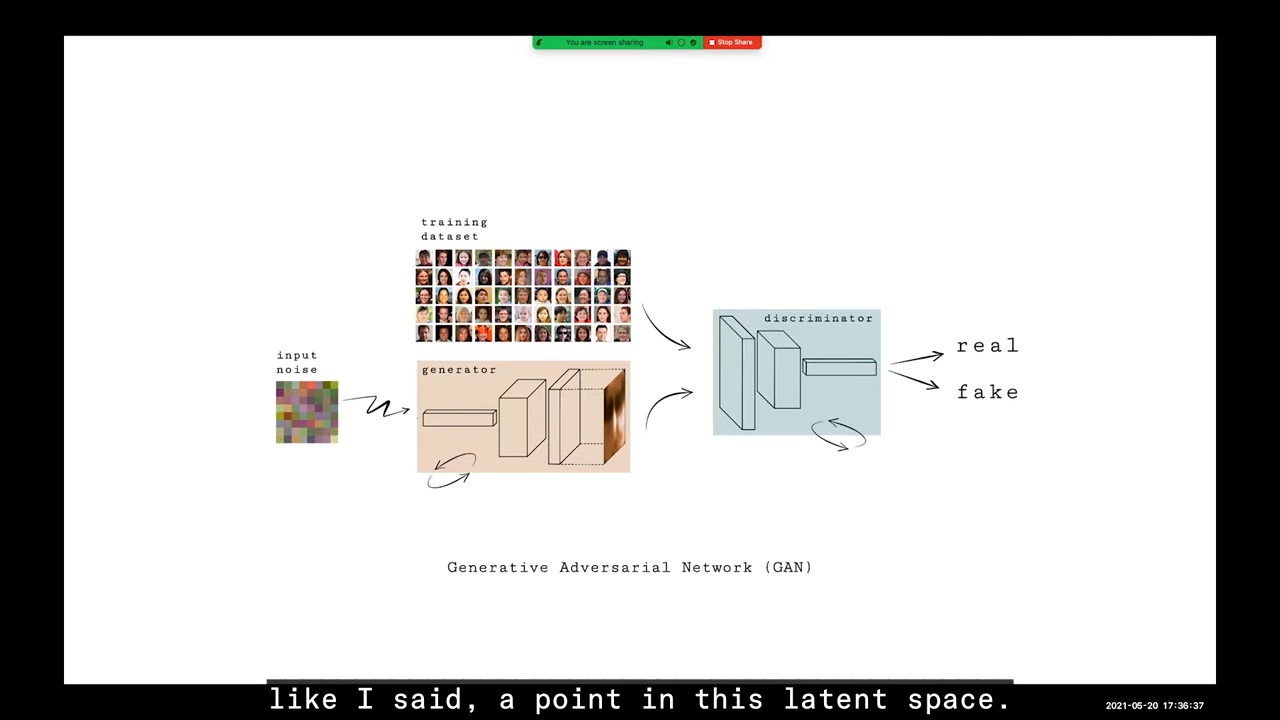 You are screen sharing
Stop Share
training
dataset
input
noise
generator
discriminator
real
fake
Generative Adversarial Network (GAN)
like I said, a point in this latent space.
2021-05-20 17:36:37